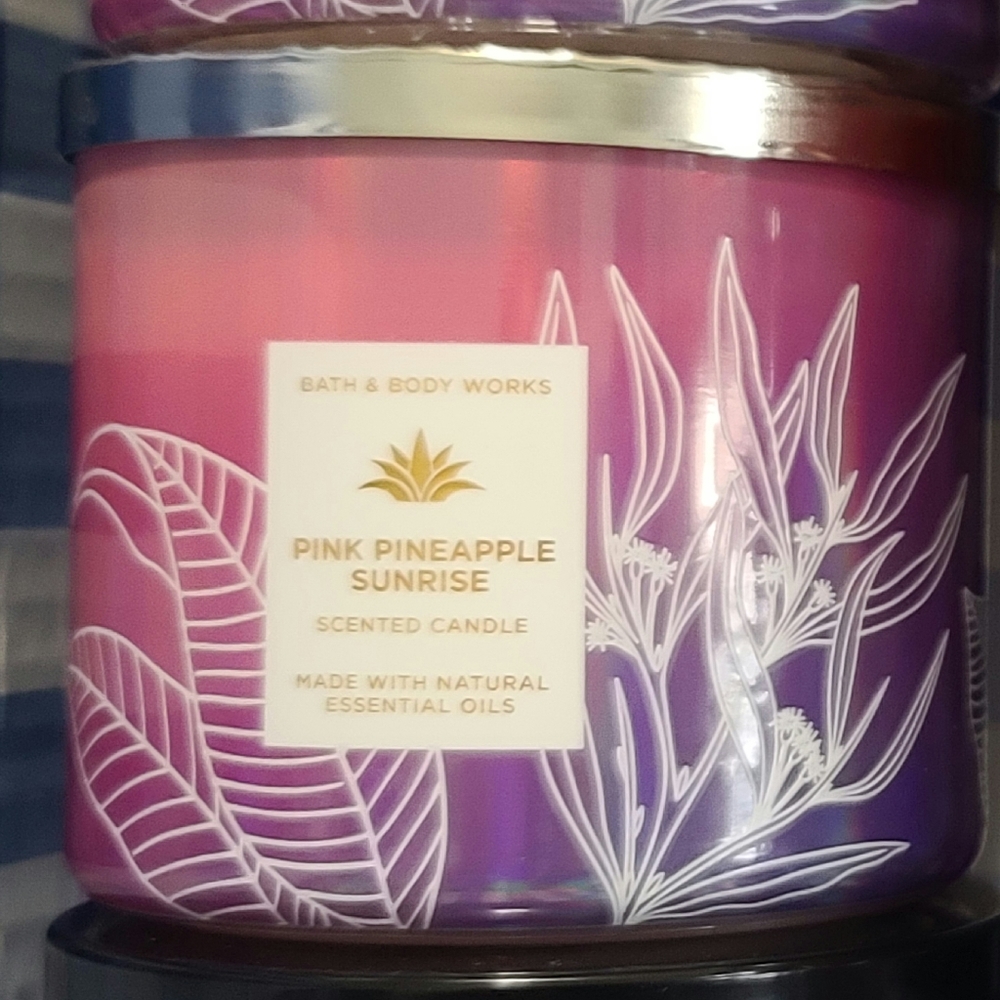 BATH & BODY WORKS
PINK PINEAPPLE
SUNRISE
SCENTED CANDLE
MADE WITH NATURAL
ESSENTIAL OILS